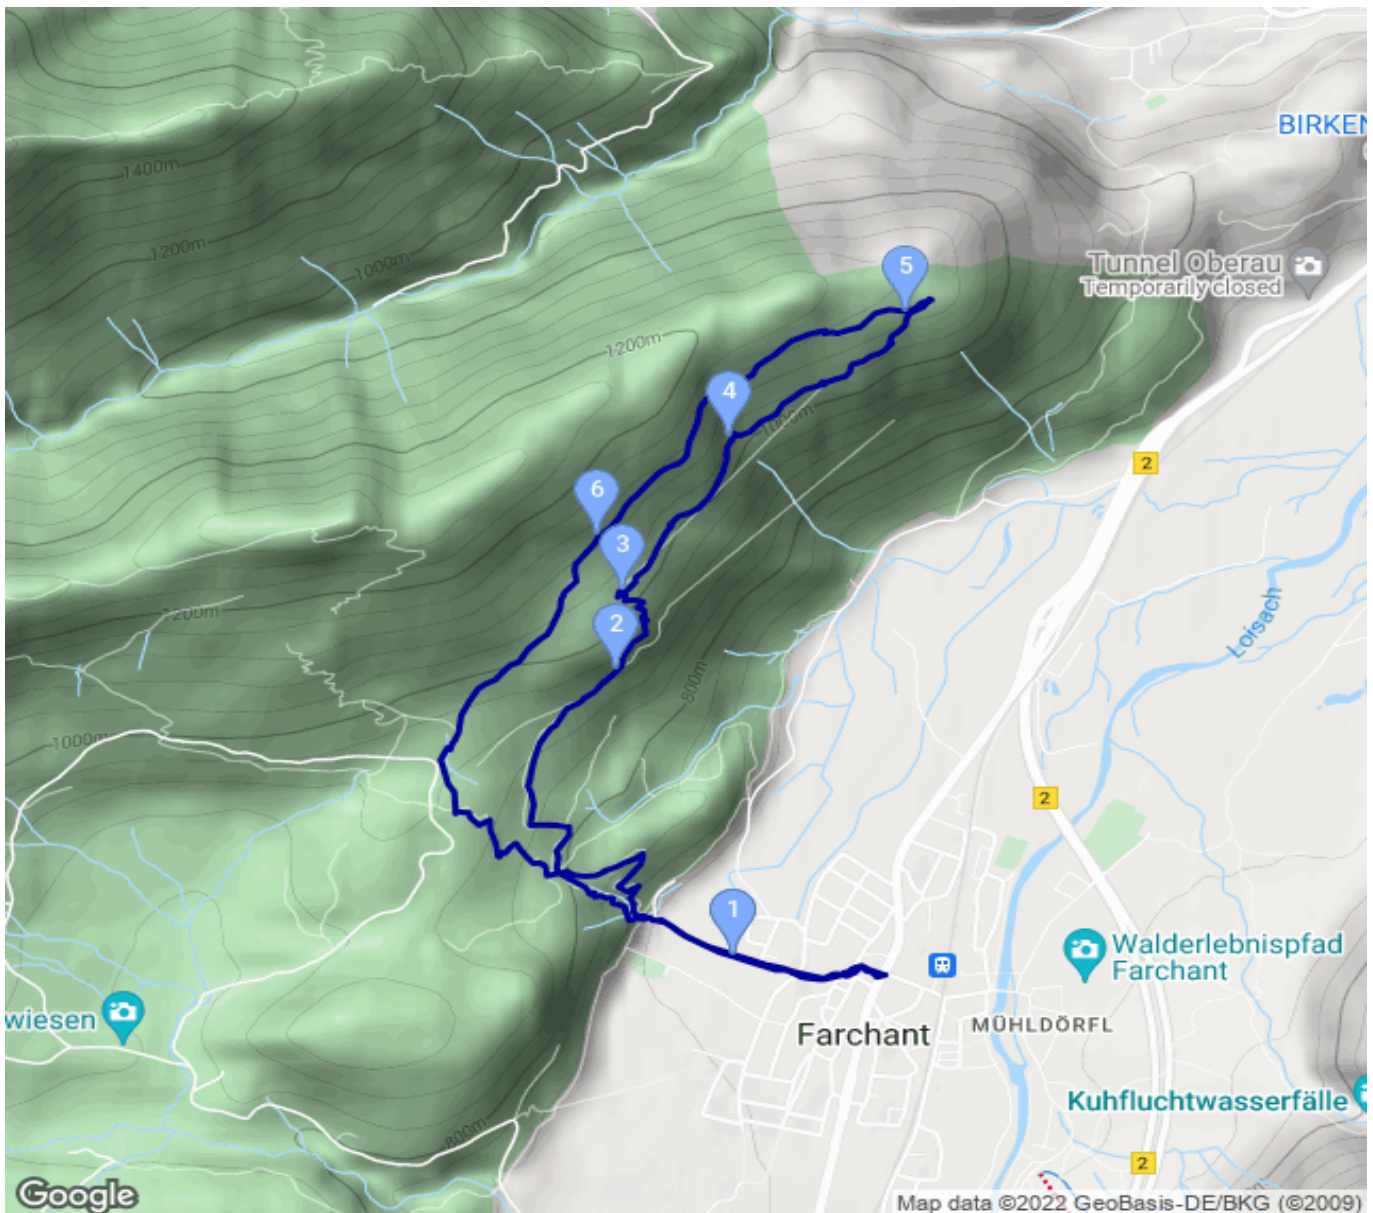 1400m
BIRKEN
1200m
1000m
5
Tunnel Oberau
Temporarily closed
1200m
4
1000m
2
6
3
1200m
2
Loisach
800m
1000m
2
1
Walderlebnispfad
Farchant
wiesen
MÜHLDÖRFL
Farchant
Kuhfluchtwasserfälle
800m
2
Google
Map data ©2022 GeoBasis-DE/BKG (©2009)